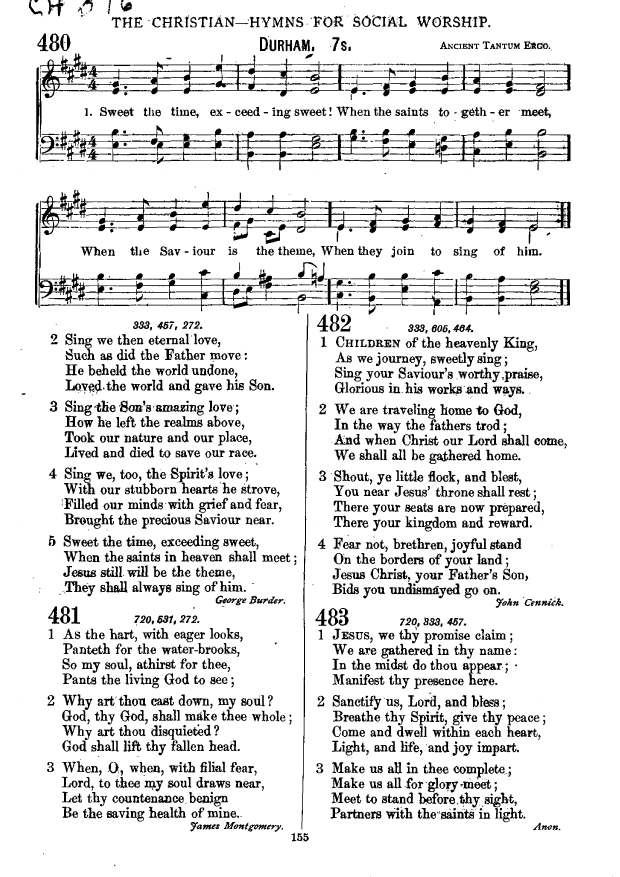 CH 516
THE CHRISTIAN—HYMNS FOR SOCIAL WORSHIP.
480
DURHAM. 7s.
ANCIENT TANTUM ERGO.
1. Sweet the time, ex - ceed - ing sweet! When the saints to - geth - er meet,
When the Sav - iour is the theme, When they join to sing of him.
333, 457, 272.
2 Sing we then eternal love,
Such as did the Father move:
He beheld the world undone,
Loved the world and gave his Son.
3 Sing the Son's amazing love;
How he left the realms above,
Took our nature and our place,
Lived and died to save our race.
4 Sing we, too, the Spirit's love;
With our stubborn hearts he strove,
Filled our minds with grief and fear,
Brought the precious Saviour near.
5 Sweet the time, exceeding sweet,
When the saints in heaven shall meet;
Jesus still will be the theme,
They shall always sing of him.
George Burder.
481
720, 531, 272.
1 As the hart, with eager looks,
Panteth for the water-brooks,
So my soul, athirst for thee,
Pants the living God to see;
2 Why art thou cast down, my soul?
God, thy God, shall make thee whole;
Why art thou disquieted?
God shall lift thy fallen head.
3 When, O, when, with filial fear,
Lord, to thee my soul draws near,
Let thy countenance benign
Be the saving health of mine.
James Montgomery.
482
333, 605, 464.
1 CHILDREN of the heavenly King,
As we journey, sweetly sing;
Sing your Saviour's worthy praise,
Glorious in his works and ways.
2 We are traveling home to God,
In the way the fathers trod;
And when Christ our Lord shall come,
We shall all be gathered home.
3 Shout, ye little flock, and blest,
You near Jesus' throne shall rest;
There your seats are now prepared,
There your kingdom and reward.
4 Fear not, brethren, joyful stand
On the borders of your land;
Jesus Christ, your Father's Son,
Bids you undismayed go on.
John Cennick.
483
720, 333, 457.
1 JESUS, we thy promise claim;
We are gathered in thy name:
In the midst do thou appear;
Manifest thy presence here.
2 Sanctify us, Lord, and bless;
Breathe thy Spirit, give thy peace;
Come and dwell within each heart,
Light, and life, and joy impart.
3 Make us all in thee complete;
Make us all for glory meet;
Meet to stand before thy sight,
Partners with the saints in light.
Anon.
155